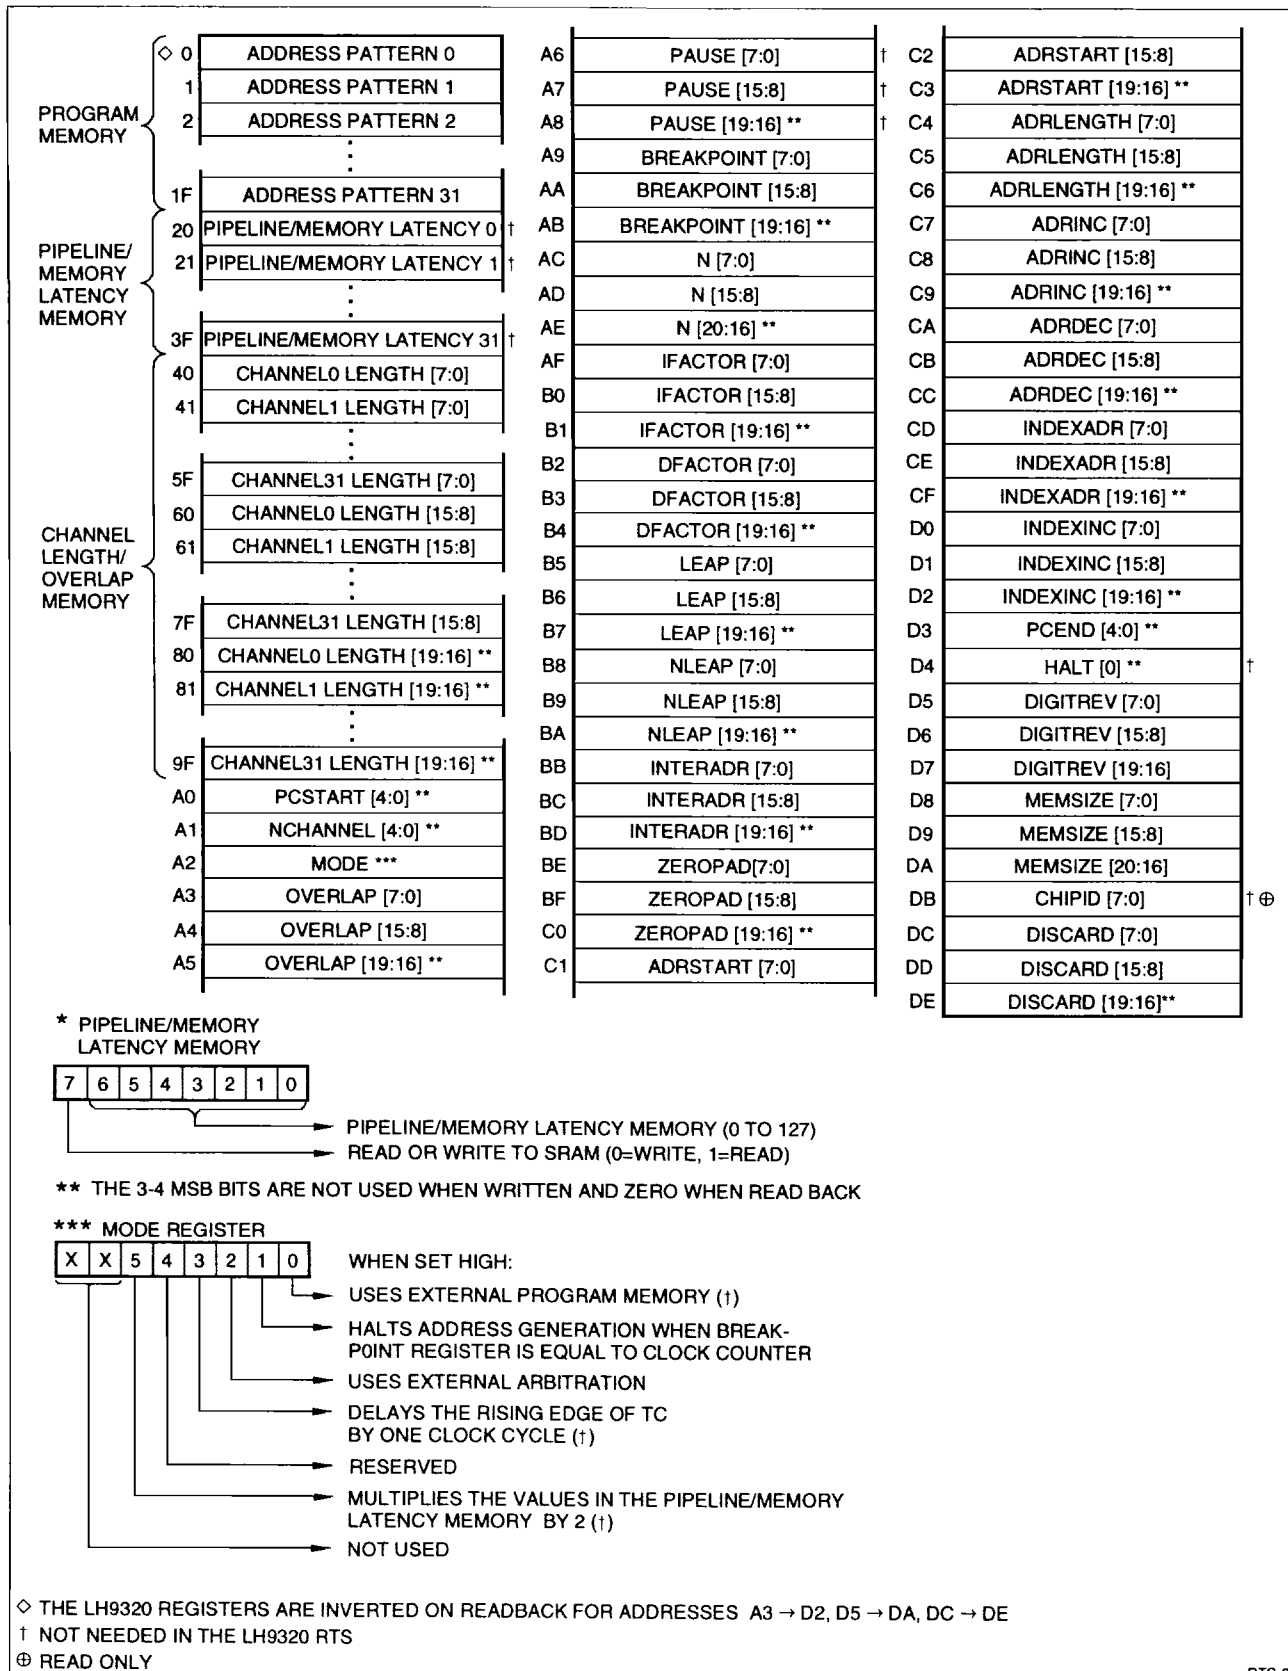 PROGRAM
MEMORY
PIPELINE/
MEMORY
LATENCY
MEMORY
CHANNEL
LENGTH/
OVERLAP
MEMORY
◇ 0 ADDRESS PATTERN 0
1 ADDRESS PATTERN 1
2 ADDRESS PATTERN 2
1F ADDRESS PATTERN 31
20 PIPELINE/MEMORY LATENCY 0 †
21 PIPELINE/MEMORY LATENCY 1 †
3F PIPELINE/MEMORY LATENCY 31 †
40 CHANNEL0 LENGTH [7:0]
41 CHANNEL1 LENGTH [7:0]
5F CHANNEL31 LENGTH [7:0]
60 CHANNEL0 LENGTH [15:8]
61 CHANNEL1 LENGTH [15:8]
7F CHANNEL31 LENGTH [15:8]
80 CHANNEL0 LENGTH [19:16] **
81 CHANNEL1 LENGTH [19:16] **
9F CHANNEL31 LENGTH [19:16] **
A0 PCSTART [4:0] **
A1 NCHANNEL [4:0] **
A2 MODE ***
A3 OVERLAP [7:0]
A4 OVERLAP [15:8]
A5 OVERLAP [19:16] **
A6 PAUSE [7:0] †
A7 PAUSE [15:8] †
A8 PAUSE [19:16] ** †
A9 BREAKPOINT [7:0]
AA BREAKPOINT [15:8]
AB BREAKPOINT [19:16] **
AC N [7:0]
AD N [15:8]
AE N [20:16] **
AF IFACTOR [7:0]
B0 IFACTOR [15:8]
B1 IFACTOR [19:16] **
B2 DFACTOR [7:0]
B3 DFACTOR [15:8]
B4 DFACTOR [19:16] **
B5 LEAP [7:0]
B6 LEAP [15:8]
B7 LEAP [19:16] **
B8 NLEAP [7:0]
B9 NLEAP [15:8]
BA NLEAP [19:16] **
BB INTERADR [7:0]
BC INTERADR [15:8]
BD INTERADR [19:16] **
BE ZEROPAD[7:0]
BF ZEROPAD [15:8]
C0 ZEROPAD [19:16] **
C1 ADRSTART [7:0]
C2 ADRSTART [15:8]
C3 ADRSTART [19:16] **
C4 ADRLENGTH [7:0]
C5 ADRLENGTH [15:8]
C6 ADRLENGTH [19:16] **
C7 ADRINC [7:0]
C8 ADRINC [15:8]
C9 ADRINC [19:16] **
CA ADRDEC [7:0]
CB ADRDEC [15:8]
CC ADRDEC [19:16] **
CD INDEXADR [7:0]
CE INDEXADR [15:8]
CF INDEXADR [19:16] **
D0 INDEXINC [7:0]
D1 INDEXINC [15:8]
D2 INDEXINC [19:16] **
D3 PCEND [4:0] **
D4 HALT [0] ** †
D5 DIGITREV [7:0]
D6 DIGITREV [15:8]
D7 DIGITREV [19:16]
D8 MEMSIZE [7:0]
D9 MEMSIZE [15:8]
DA MEMSIZE [20:16]
DB CHIPID [7:0] † ⊕
DC DISCARD [7:0]
DD DISCARD [15:8]
DE DISCARD [19:16]**
* PIPELINE/MEMORY
LATENCY MEMORY
7 6 5 4 3 2 1 0
PIPELINE/MEMORY LATENCY MEMORY (0 TO 127)
READ OR WRITE TO SRAM (0=WRITE, 1=READ)
** THE 3-4 MSB BITS ARE NOT USED WHEN WRITTEN AND ZERO WHEN READ BACK
*** MODE REGISTER
X X 5 4 3 2 1 0 WHEN SET HIGH:
USES EXTERNAL PROGRAM MEMORY (†)
HALTS ADDRESS GENERATION WHEN BREAK-
POINT REGISTER IS EQUAL TO CLOCK COUNTER
USES EXTERNAL ARBITRATION
DELAYS THE RISING EDGE OF TC
BY ONE CLOCK CYCLE (†)
RESERVED
MULTIPLIES THE VALUES IN THE PIPELINE/MEMORY
LATENCY MEMORY BY 2 (†)
NOT USED
◇ THE LH9320 REGISTERS ARE INVERTED ON READBACK FOR ADDRESSES A3 → D2, D5 → DA, DC → DE
† NOT NEEDED IN THE LH9320 RTS
⊕ READ ONLY